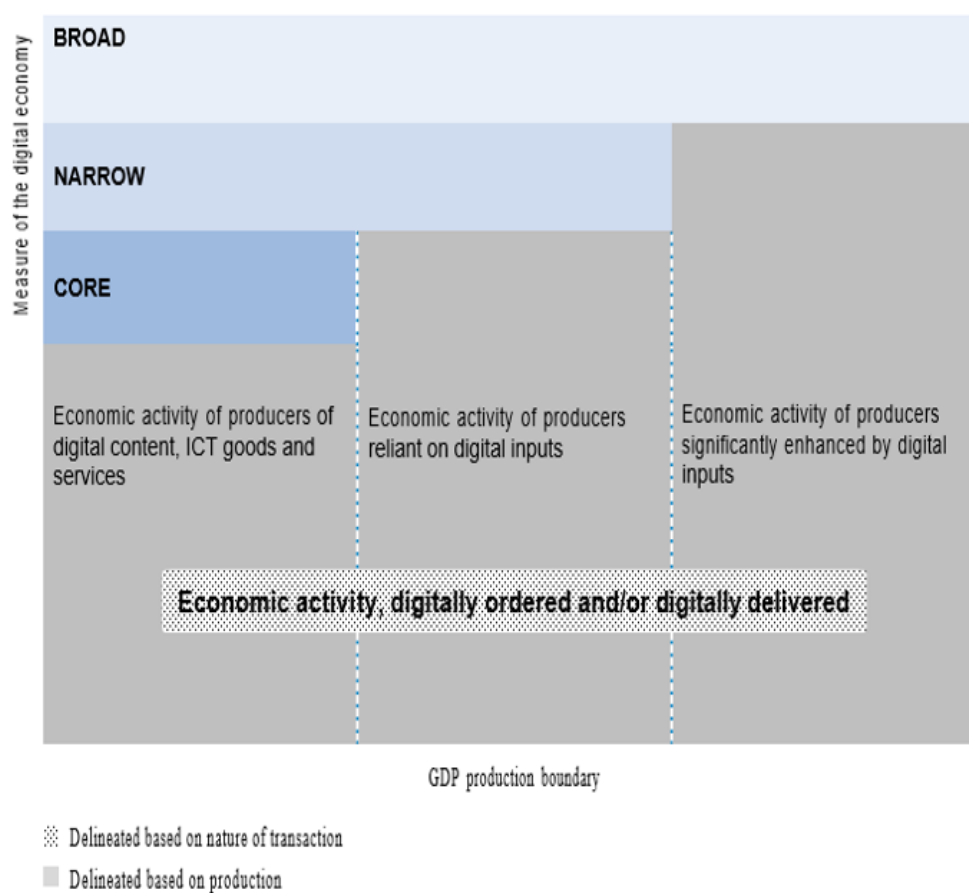 Measure of the digital economy
BROAD
NARROW
CORE
Economic activity of producers of
digital content, ICT goods and
services
Economic activity of producers
reliant on digital inputs
Economic activity of producers
significantly enhanced by digital
inputs
Economic activity, digitally ordered and/or digitally delivered
GDP production boundary
Delineated based on nature of transaction
Delineated based on production